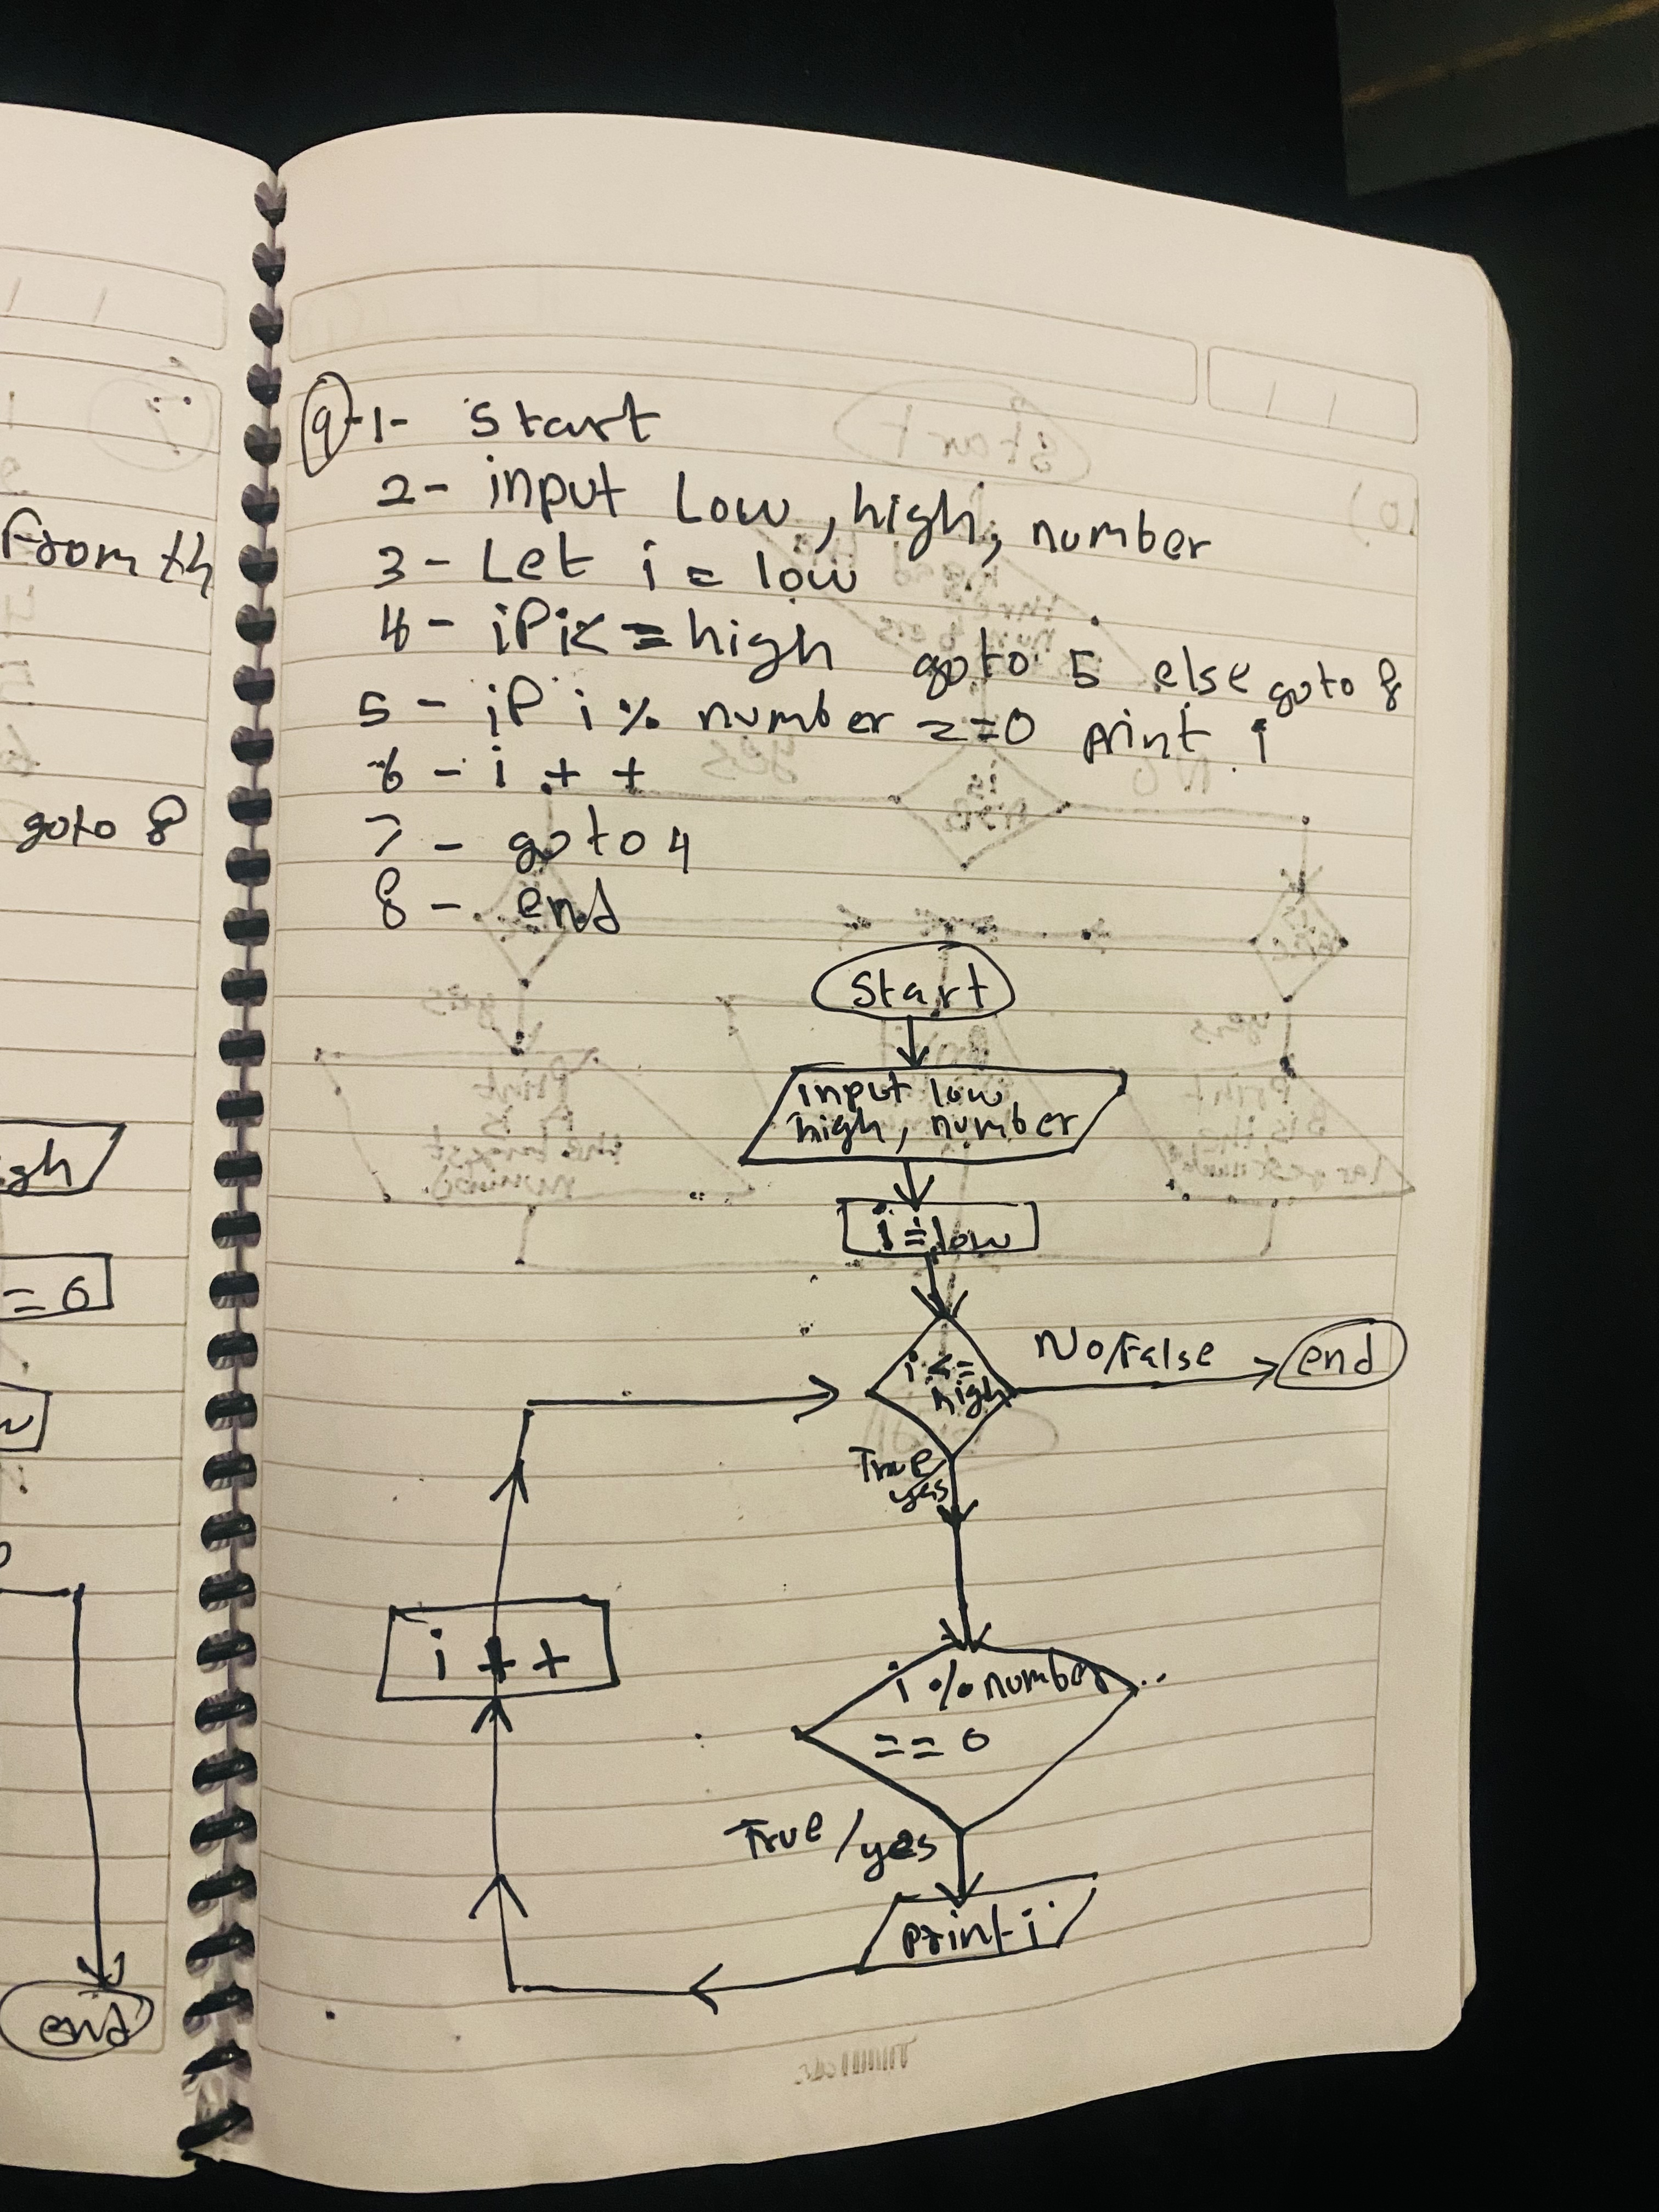 From th
goto 8
gh
= 0
w
end
9-1- Start
2- input Low, high, number
3- Let i = low
4- if i <= high goto 5 else goto 8
5- if i % number ==0 print i
6- i ++
7- goto 4
8- end
Start
input low,
high, number
i = low
i <=
high
No/False
end
True/
yes
i ++
i % number
== 0
True/yes
print i